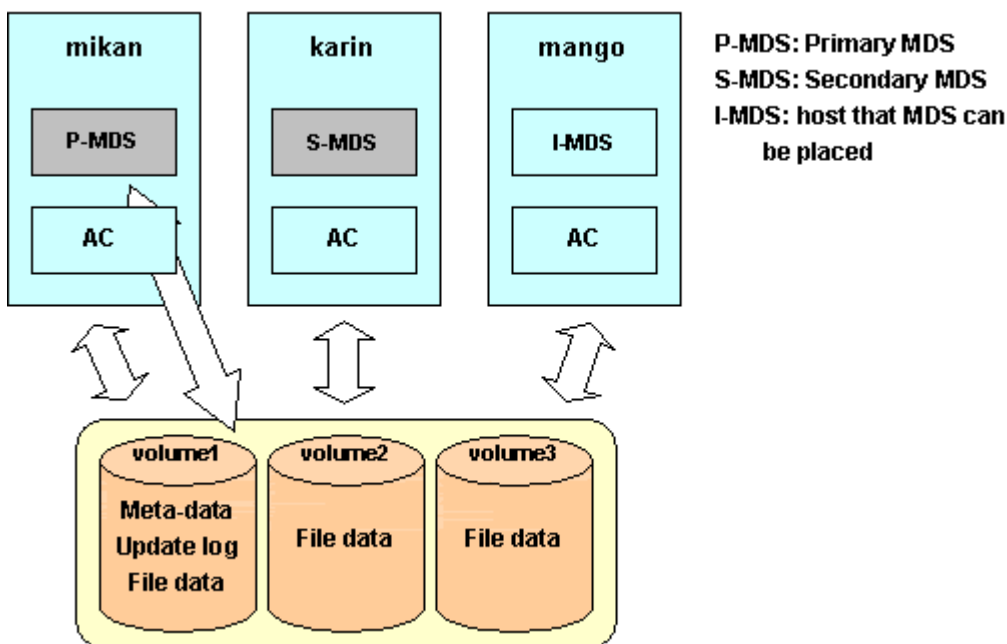 mikan
P-MDS
AC
karin
S-MDS
AC
mango
I-MDS
AC
P-MDS: Primary MDS
S-MDS: Secondary MDS
I-MDS: host that MDS can
be placed
volume1
Meta-data
Update log
File data
volume2
File data
volume3
File data